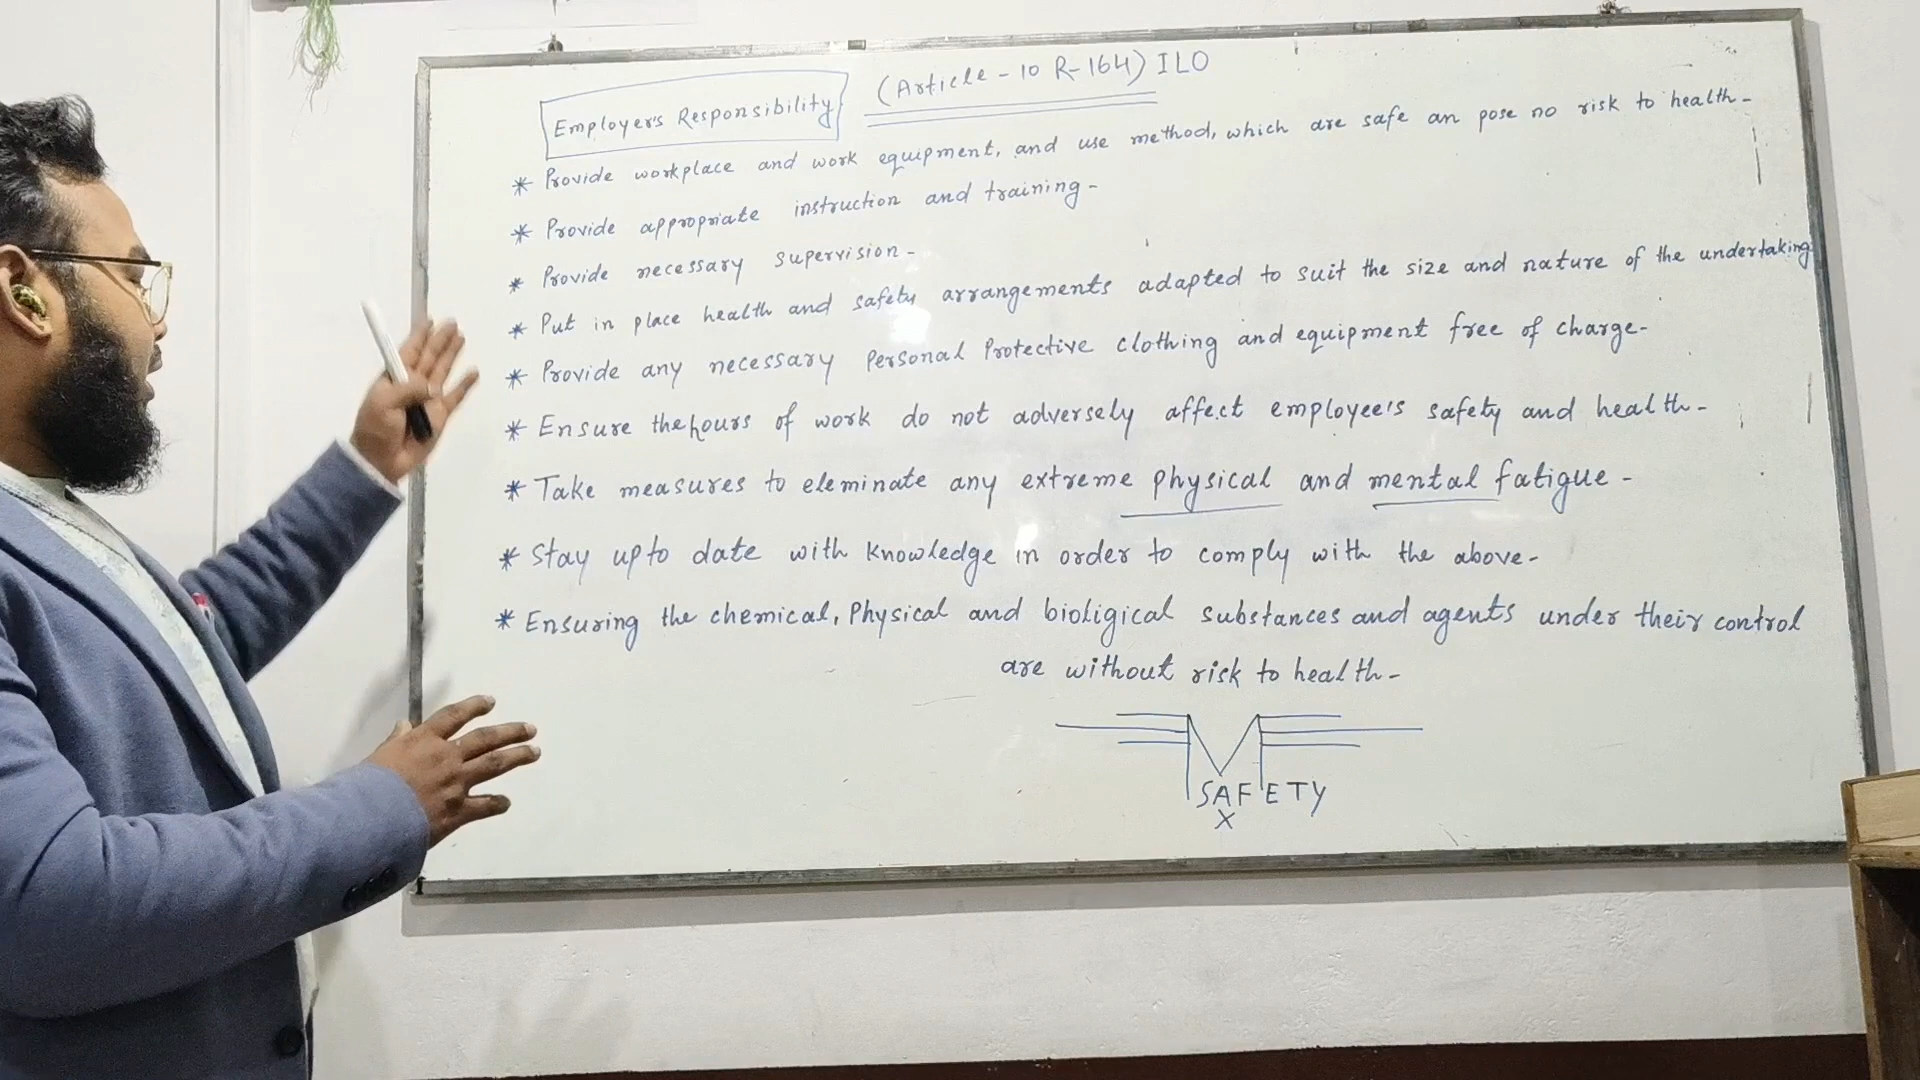 Employer's Responsibility (Article - 10 R-164) ILO
* Provide workplace and work equipment, and use method, which are safe an pose no risk to health-
* Provide appropriate instruction and training-
* Provide necessary supervision-
* Put in place health and safety arrangements adapted to suit the size and nature of the undertaking
* Provide any necessary Personal Protective clothing and equipment free of charge-
* Ensure the hours of work do not adversely affect employee's safety and health-
* Take measures to eleminate any extreme physical and mental fatigue-
* Stay up to date with knowledge in order to comply with the above-
* Ensuring the chemical, Physical and bioligical substances and agents under their control
are without risk to health-
M
SAFETY
X